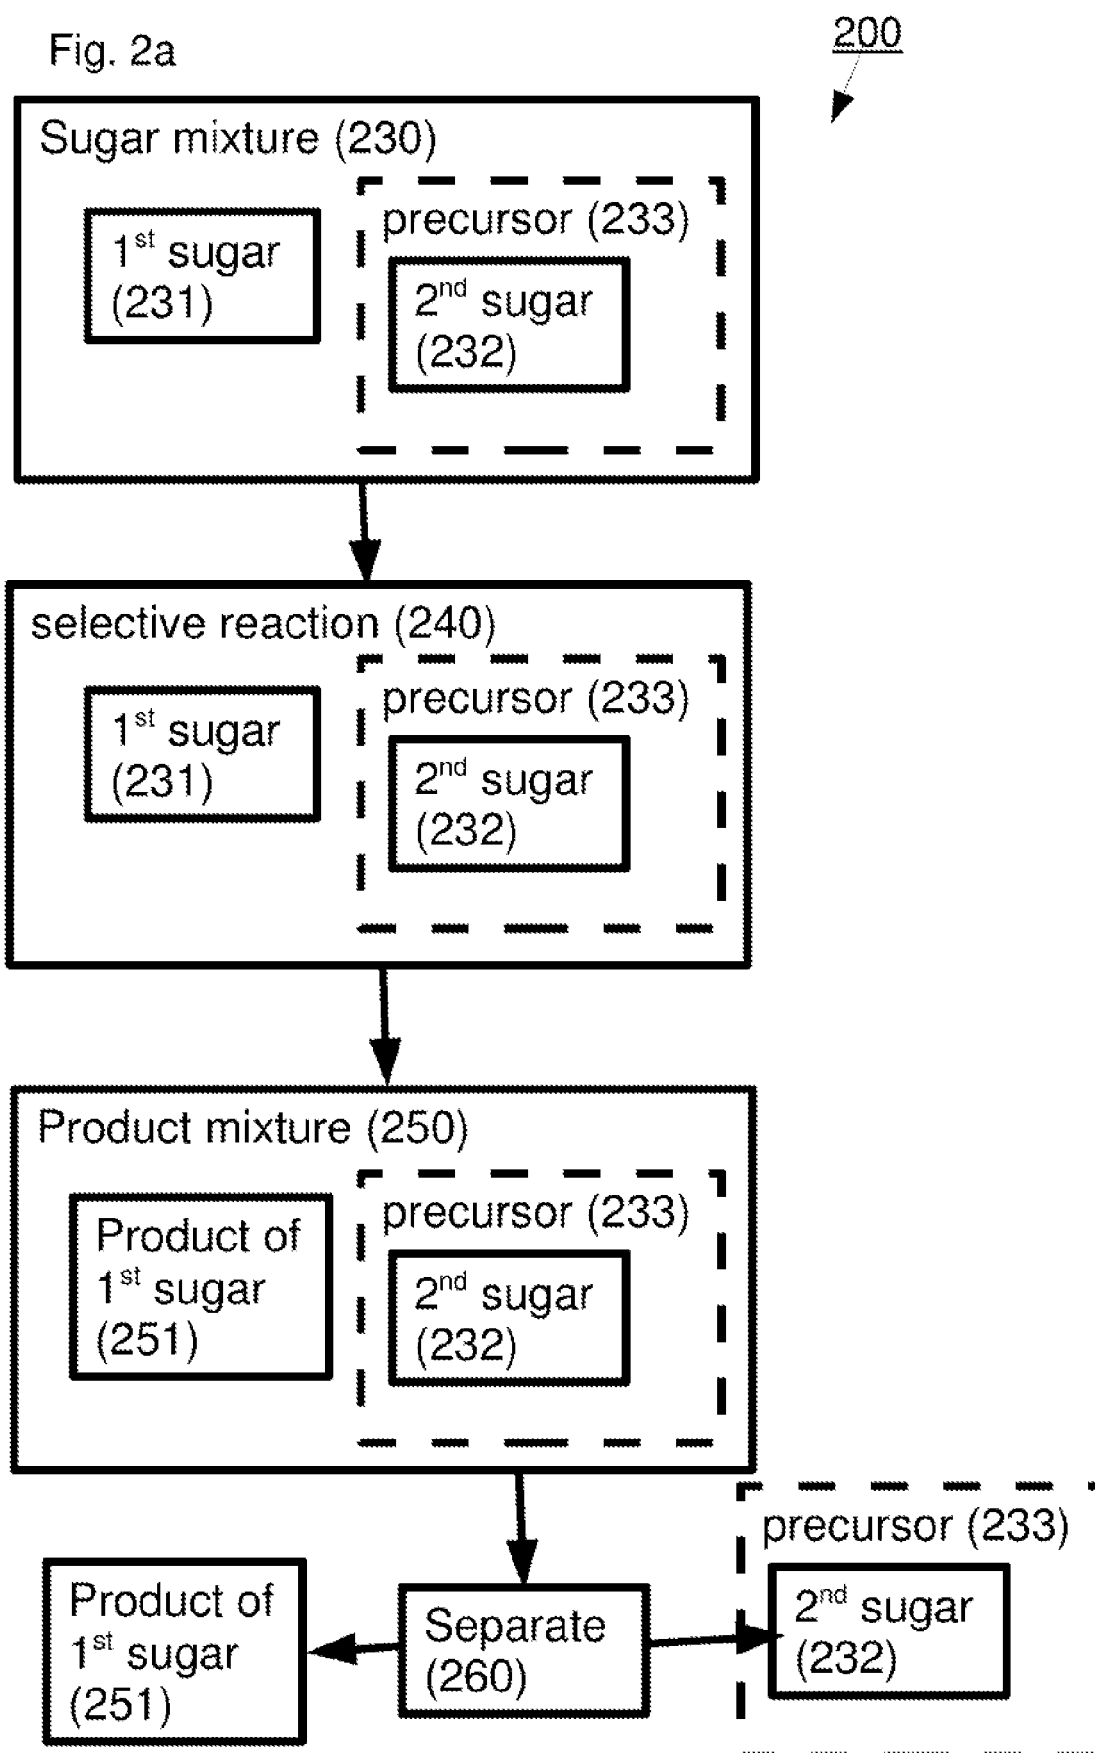 Fig. 2a
200
Sugar mixture (230)
1st sugar
(231)
precursor (233)
2nd sugar
(232)
selective reaction (240)
1st sugar
(231)
precursor (233)
2nd sugar
(232)
Product mixture (250)
Product of
1st sugar
(251)
precursor (233)
2nd sugar
(232)
Product of
1st sugar
(251)
Separate
(260)
precursor (233)
2nd sugar
(232)